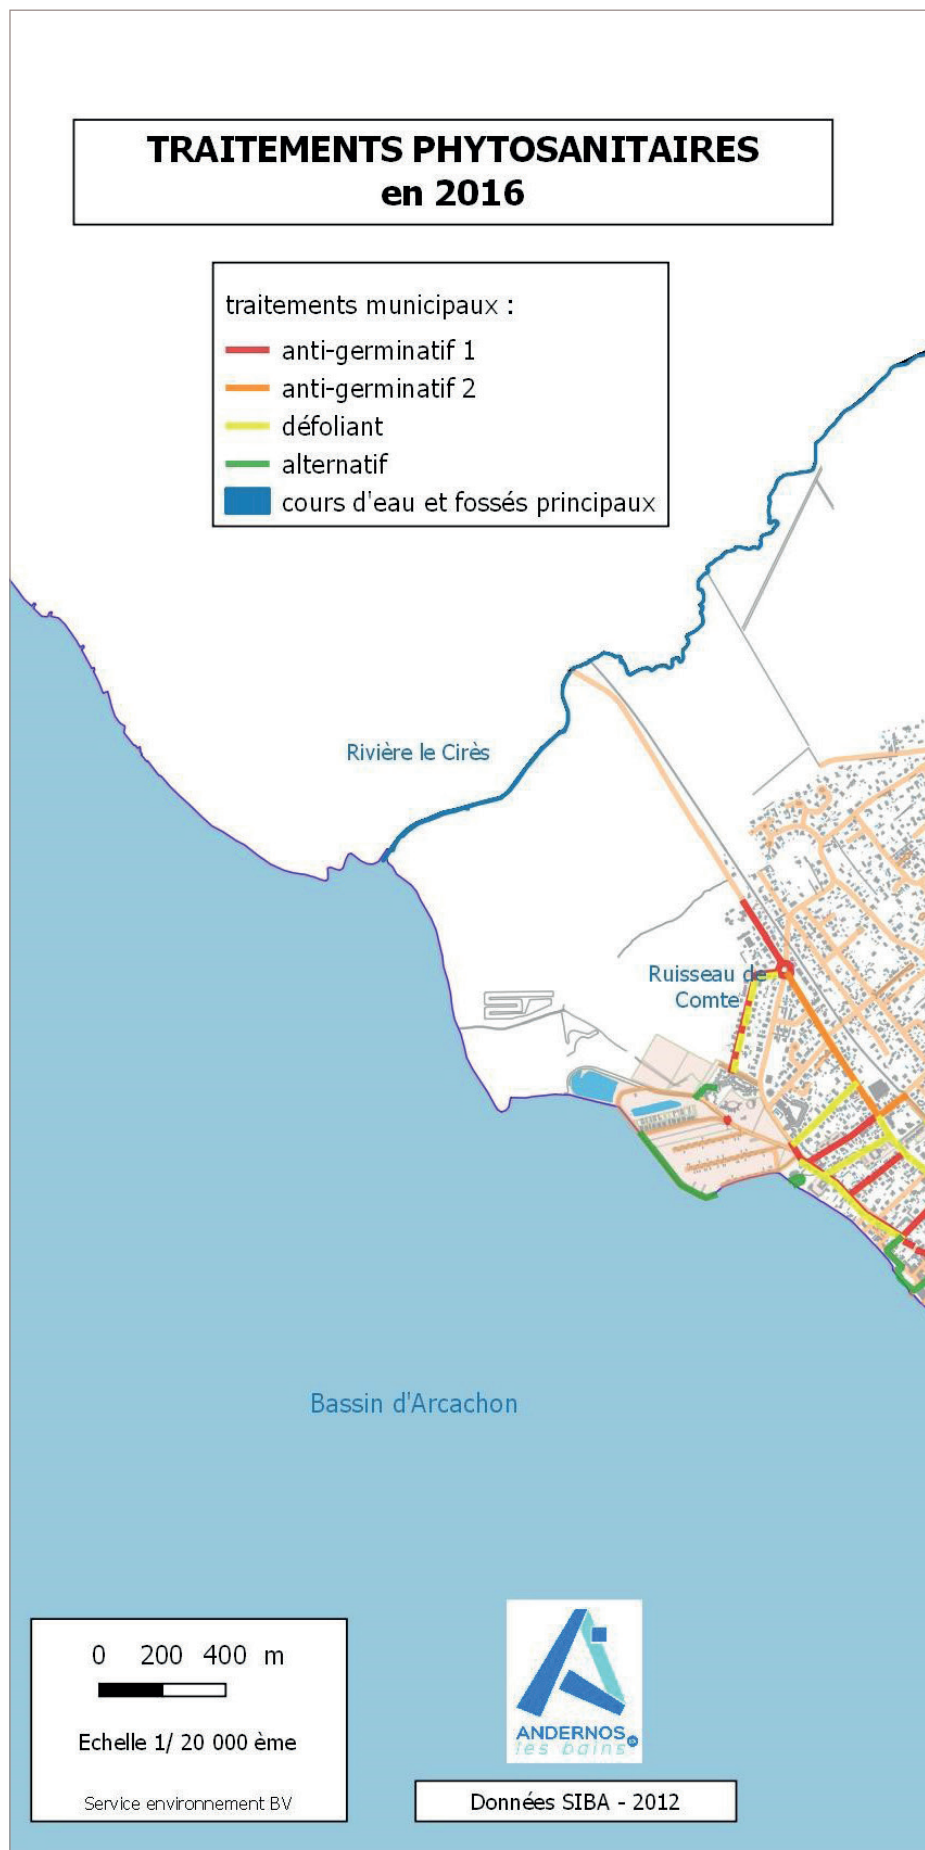 TRAITEMENTS PHYTOSANITAIRES
en 2016
traitements municipaux :
anti-germinatif 1
anti-germinatif 2
défoliant
alternatif
cours d'eau et fossés principaux
Rivière le Cirès
Ruisseau de
Comte
Bassin d'Arcachon
0 200 400 m
Echelle 1/ 20 000 ème
Service environnement BV
ANDERNOS
les bains
Données SIBA - 2012